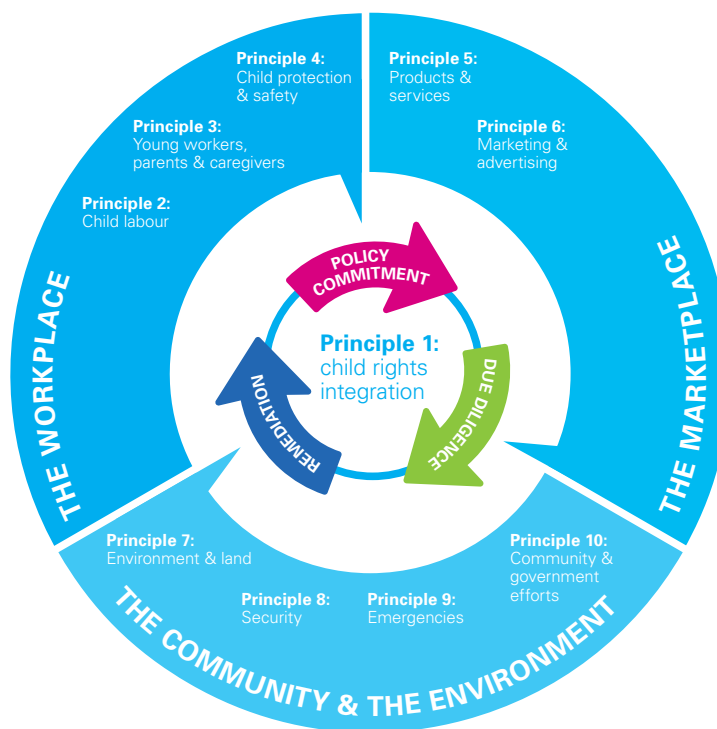 Principle 4:
Child protection
& safety
Principle 5:
Products &
services
Principle 3:
Young workers,
parents & caregivers
Principle 6:
Marketing &
advertising
Principle 2:
Child labour
THE WORKPLACE
THE MARKETPLACE
POLICY
COMMITMENT
Principle 1:
child rights
integration
DUE DILIGENCE
REMEDIATION
Principle 7:
Environment & land
Principle 8:
Security
Principle 9:
Emergencies
Principle 10:
Community &
government
efforts
THE COMMUNITY & THE ENVIRONMENT